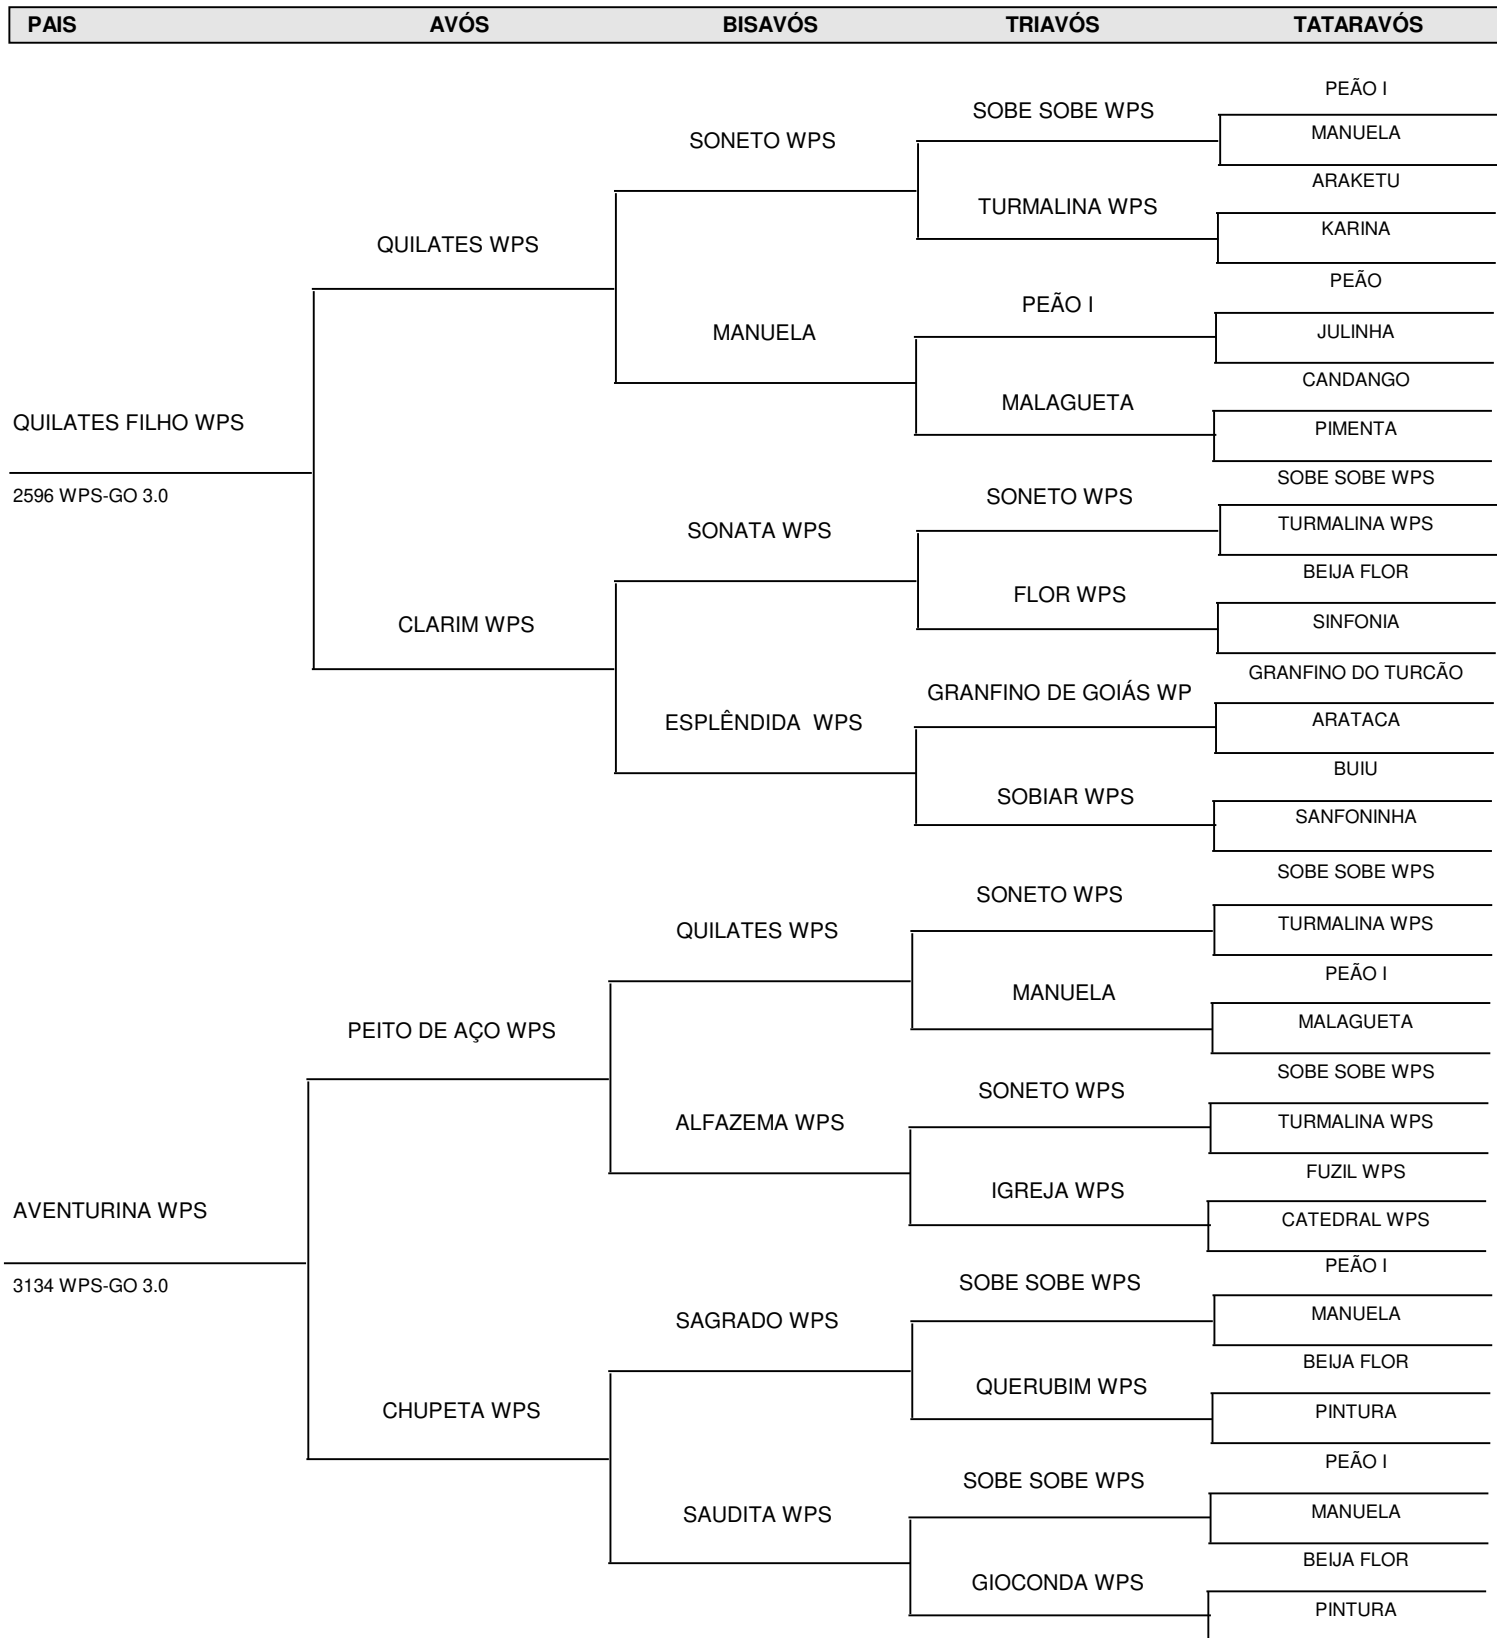 PAIS AVÓS BISAVÓS TRIAVÓS TATARAVÓS
PEÃO I
SOBE SOBE WPS
MANUELA
SONETO WPS
ARAKETU
TURMALINA WPS
KARINA
QUILATES WPS
PEÃO
PEÃO I
JULINHA
MANUELA
CANDANGO
MALAGUETA
QUILATES FILHO WPS
PIMENTA
SOBE SOBE WPS
2596 WPS-GO 3.0
SONETO WPS
TURMALINA WPS
SONATA WPS
BEIJA FLOR
FLOR WPS
SINFONIA
CLARIM WPS
GRANFINO DO TURCÃO
GRANFINO DE GOIÁS WP
ARATACA
ESPLÊNDIDA  WPS
BUIU
SOBIAR WPS
SANFONINHA
SOBE SOBE WPS
SONETO WPS
TURMALINA WPS
QUILATES WPS
PEÃO I
MANUELA
MALAGUETA
PEITO DE AÇO WPS
SOBE SOBE WPS
SONETO WPS
TURMALINA WPS
ALFAZEMA WPS
FUZIL WPS
IGREJA WPS
AVENTURINA WPS
CATEDRAL WPS
PEÃO I
3134 WPS-GO 3.0
SOBE SOBE WPS
MANUELA
SAGRADO WPS
BEIJA FLOR
QUERUBIM WPS
CHUPETA WPS
PINTURA
PEÃO I
SOBE SOBE WPS
MANUELA
SAUDITA WPS
BEIJA FLOR
GIOCONDA WPS
PINTURA